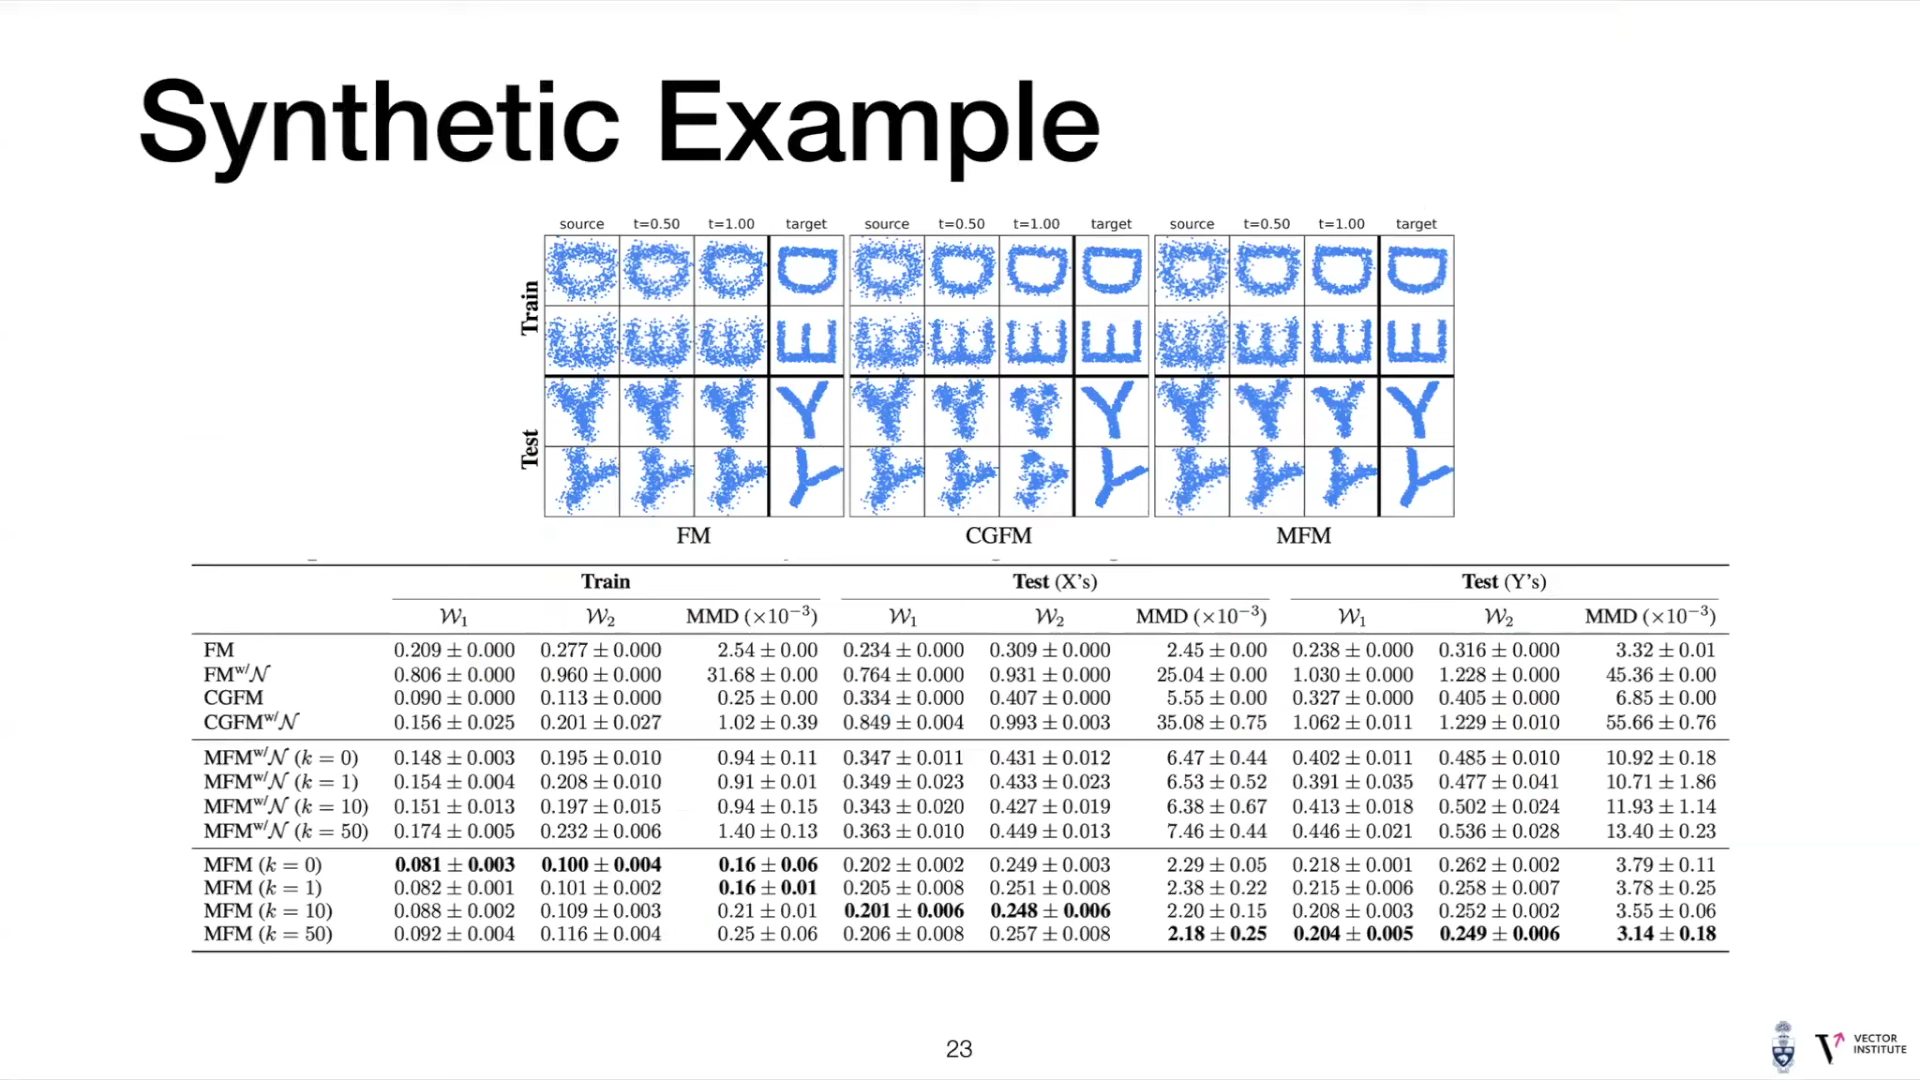 Synthetic Example
source t=0.50 t=1.00 target source t=0.50 t=1.00 target source t=0.50 t=1.00 target
Train
Test
FM CGFM MFM
Train Test (X's) Test (Y's)
𝒲₁ 𝒲₂ MMD (×10⁻³) 𝒲₁ 𝒲₂ MMD (×10⁻³) 𝒲₁ 𝒲₂ MMD (×10⁻³)
FM 0.209 ± 0.000 0.277 ± 0.000 2.54 ± 0.00 0.234 ± 0.000 0.309 ± 0.000 2.45 ± 0.00 0.238 ± 0.000 0.316 ± 0.000 3.32 ± 0.01
FMʷ/𝒩 0.806 ± 0.000 0.960 ± 0.000 31.68 ± 0.00 0.764 ± 0.000 0.931 ± 0.000 25.04 ± 0.00 1.030 ± 0.000 1.228 ± 0.000 45.36 ± 0.00
CGFM 0.090 ± 0.000 0.113 ± 0.000 0.25 ± 0.00 0.334 ± 0.000 0.407 ± 0.000 5.55 ± 0.00 0.327 ± 0.000 0.405 ± 0.000 6.85 ± 0.00
CGFMʷ/𝒩 0.156 ± 0.025 0.201 ± 0.027 1.02 ± 0.39 0.849 ± 0.004 0.993 ± 0.003 35.08 ± 0.75 1.062 ± 0.011 1.229 ± 0.010 55.66 ± 0.76
MFMʷ/𝒩 (k = 0) 0.148 ± 0.003 0.195 ± 0.010 0.94 ± 0.11 0.347 ± 0.011 0.431 ± 0.012 6.47 ± 0.44 0.402 ± 0.011 0.485 ± 0.010 10.92 ± 0.18
MFMʷ/𝒩 (k = 1) 0.154 ± 0.004 0.208 ± 0.010 0.91 ± 0.01 0.349 ± 0.023 0.433 ± 0.023 6.53 ± 0.52 0.391 ± 0.035 0.477 ± 0.041 10.71 ± 1.86
MFMʷ/𝒩 (k = 10) 0.151 ± 0.013 0.197 ± 0.015 0.94 ± 0.15 0.343 ± 0.020 0.427 ± 0.019 6.38 ± 0.67 0.413 ± 0.018 0.502 ± 0.024 11.93 ± 1.14
MFMʷ/𝒩 (k = 50) 0.174 ± 0.005 0.232 ± 0.006 1.40 ± 0.13 0.363 ± 0.010 0.449 ± 0.013 7.46 ± 0.44 0.446 ± 0.021 0.536 ± 0.028 13.40 ± 0.23
MFM (k = 0) 0.081 ± 0.003 0.100 ± 0.004 0.16 ± 0.06 0.202 ± 0.002 0.249 ± 0.003 2.29 ± 0.05 0.218 ± 0.001 0.262 ± 0.002 3.79 ± 0.11
MFM (k = 1) 0.082 ± 0.001 0.101 ± 0.002 0.16 ± 0.01 0.205 ± 0.008 0.251 ± 0.008 2.38 ± 0.22 0.215 ± 0.006 0.258 ± 0.007 3.78 ± 0.25
MFM (k = 10) 0.088 ± 0.002 0.109 ± 0.003 0.21 ± 0.01 0.201 ± 0.006 0.248 ± 0.006 2.20 ± 0.15 0.208 ± 0.003 0.252 ± 0.002 3.55 ± 0.06
MFM (k = 50) 0.092 ± 0.004 0.116 ± 0.004 0.25 ± 0.06 0.206 ± 0.008 0.257 ± 0.008 2.18 ± 0.25 0.204 ± 0.005 0.249 ± 0.006 3.14 ± 0.18
23
VECTOR
INSTITUTE